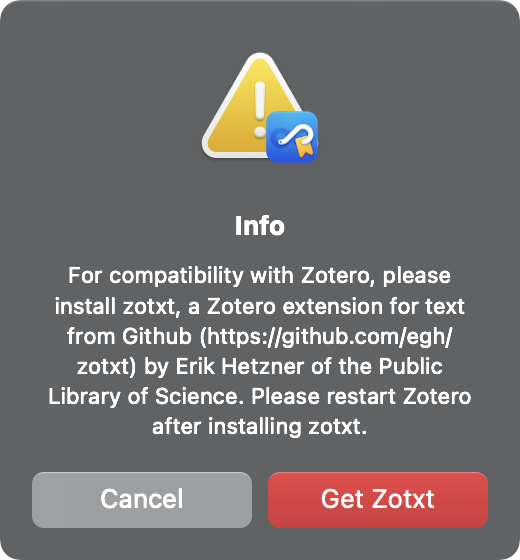 Info
For compatibility with Zotero, please
install zotxt, a Zotero extension for text
from Github (https://github.com/egh/
zotxt) by Erik Hetzner of the Public
Library of Science. Please restart Zotero
after installing zotxt.
Cancel
Get Zotxt